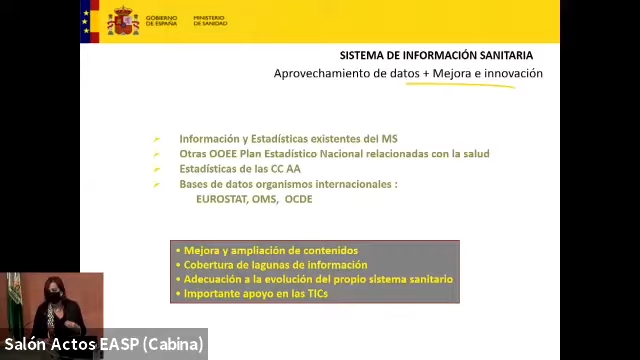 GOBIERNO
DE ESPAÑA
MINISTERIO
DE SANIDAD
SISTEMA DE INFORMACIÓN SANITARIA
Aprovechamiento de datos + Mejora e innovación
Información y Estadísticas existentes del MS
Otras OOEE Plan Estadístico Nacional relacionadas con la salud
Estadísticas de las CC AA
Bases de datos organismos internacionales :
EUROSTAT, OMS, OCDE
• Mejora y ampliación de contenidos
• Cobertura de lagunas de información
• Adecuación a la evolución del propio sistema sanitario
• Importante apoyo en las TICs
Salón Actos EASP (Cabina)